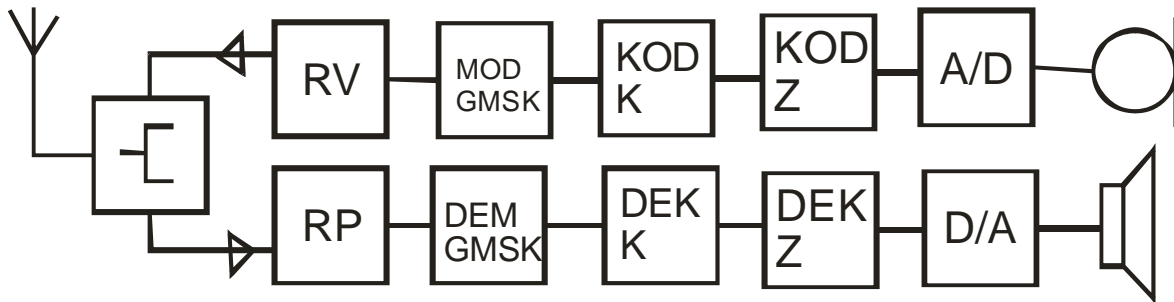 RV
MOD
GMSK
KOD
K
KOD
Z
A/D
RP
DEM
GMSK
DEK
K
DEK
Z
D/A